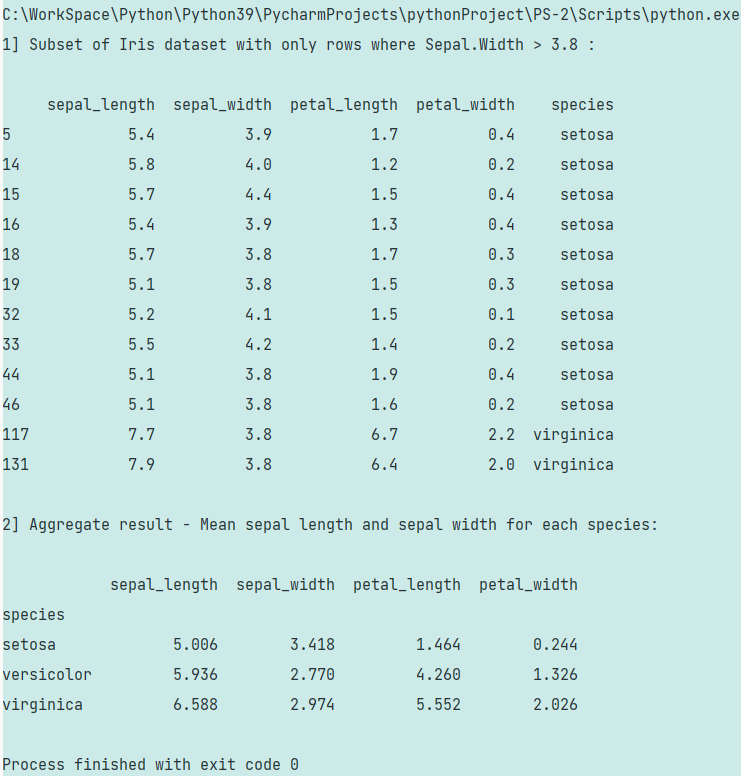 C:\WorkSpace\Python\Python39\PycharmProjects\pythonProject\PS-2\Scripts\python.exe
1] Subset of Iris dataset with only rows where Sepal.Width > 3.8 :
sepal_length sepal_width petal_length petal_width species
5 5.4 3.9 1.7 0.4 setosa
14 5.8 4.0 1.2 0.2 setosa
15 5.7 4.4 1.5 0.4 setosa
16 5.4 3.9 1.3 0.4 setosa
18 5.7 3.8 1.7 0.3 setosa
19 5.1 3.8 1.5 0.3 setosa
32 5.2 4.1 1.5 0.1 setosa
33 5.5 4.2 1.4 0.2 setosa
44 5.1 3.8 1.9 0.4 setosa
46 5.1 3.8 1.6 0.2 setosa
117 7.7 3.8 6.7 2.2 virginica
131 7.9 3.8 6.4 2.0 virginica
2] Aggregate result - Mean sepal length and sepal width for each species:
sepal_length sepal_width petal_length petal_width
species
setosa 5.006 3.418 1.464 0.244
versicolor 5.936 2.770 4.260 1.326
virginica 6.588 2.974 5.552 2.026
Process finished with exit code 0